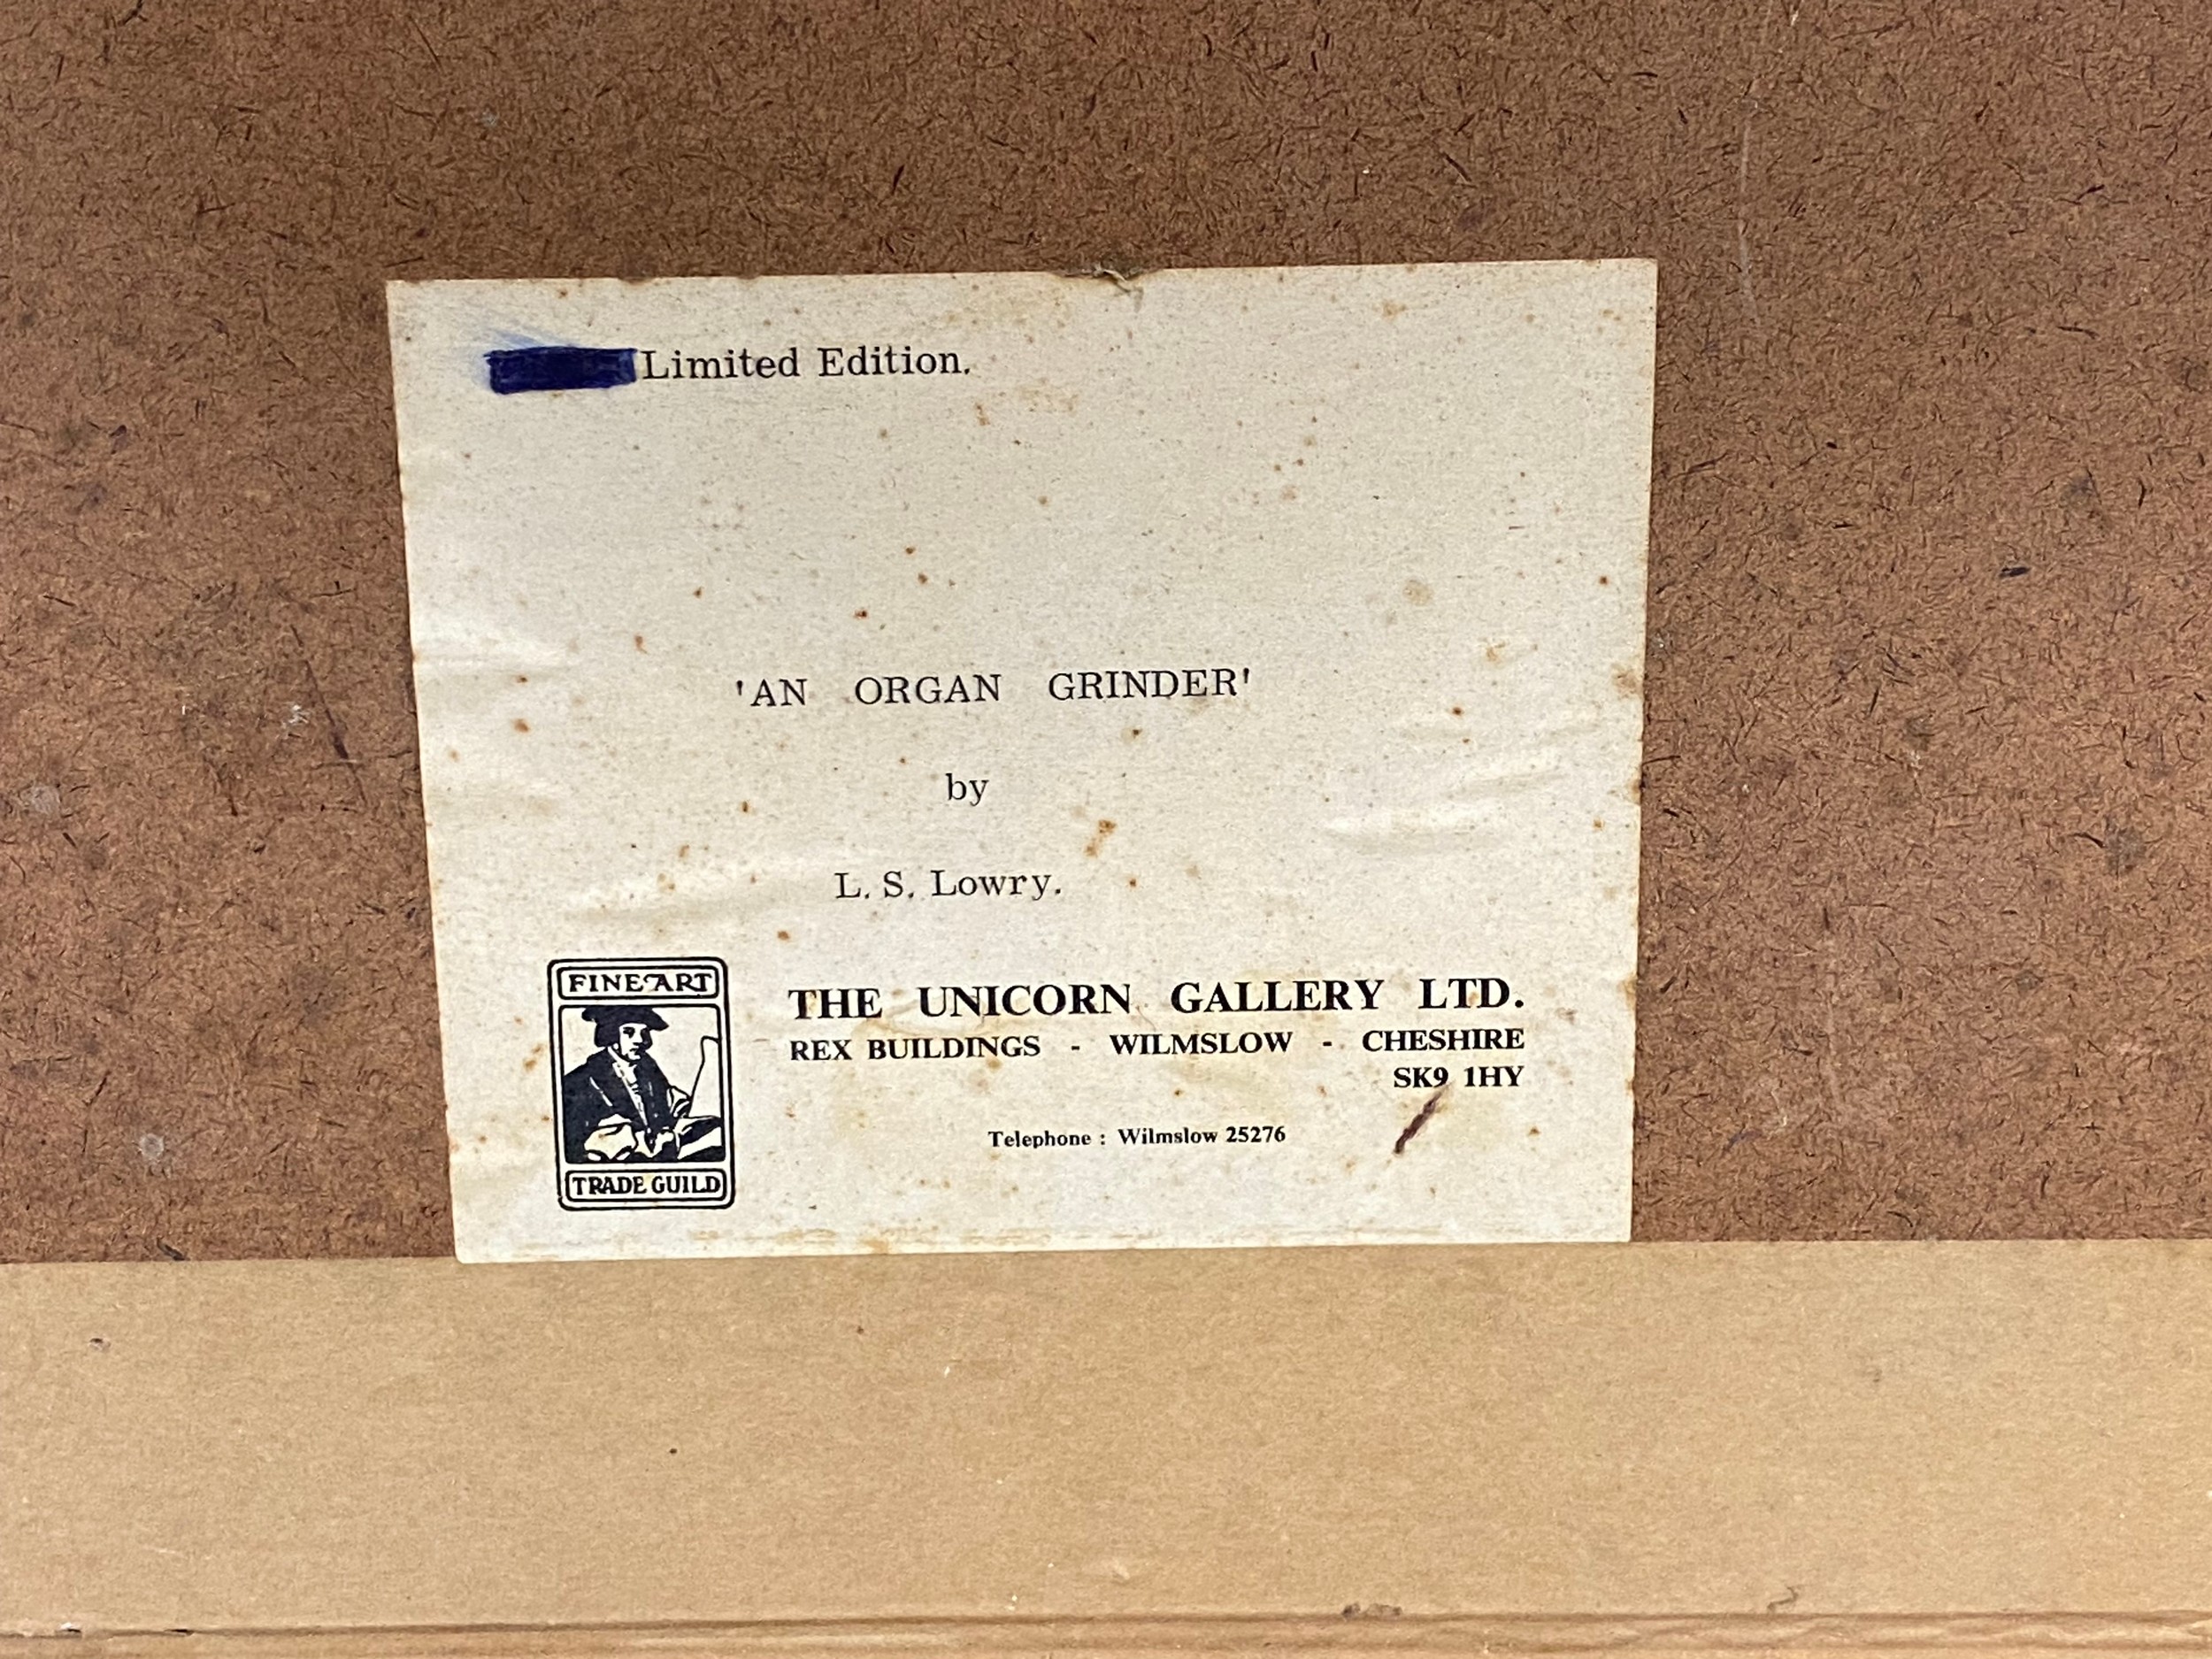 Limited Edition.
'AN ORGAN GRINDER'
by
L. S. Lowry.
FINE ART
TRADE GUILD
THE UNICORN GALLERY LTD.
REX BUILDINGS - WILMSLOW - CHESHIRE
SK9 1HY
Telephone : Wilmslow 25276